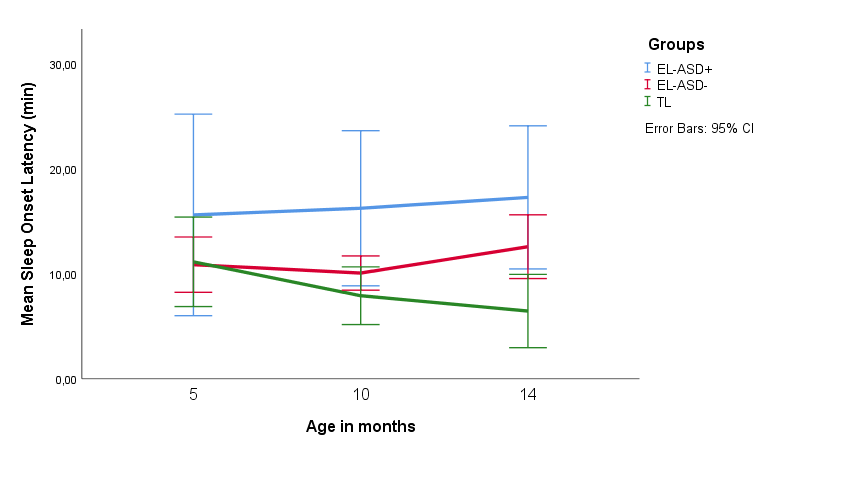 Mean Sleep Onset Latency (min)
30,00
20,00
10,00
0,00
5
10
14
Age in months
Groups
EL-ASD+
EL-ASD-
TL
Error Bars: 95% CI